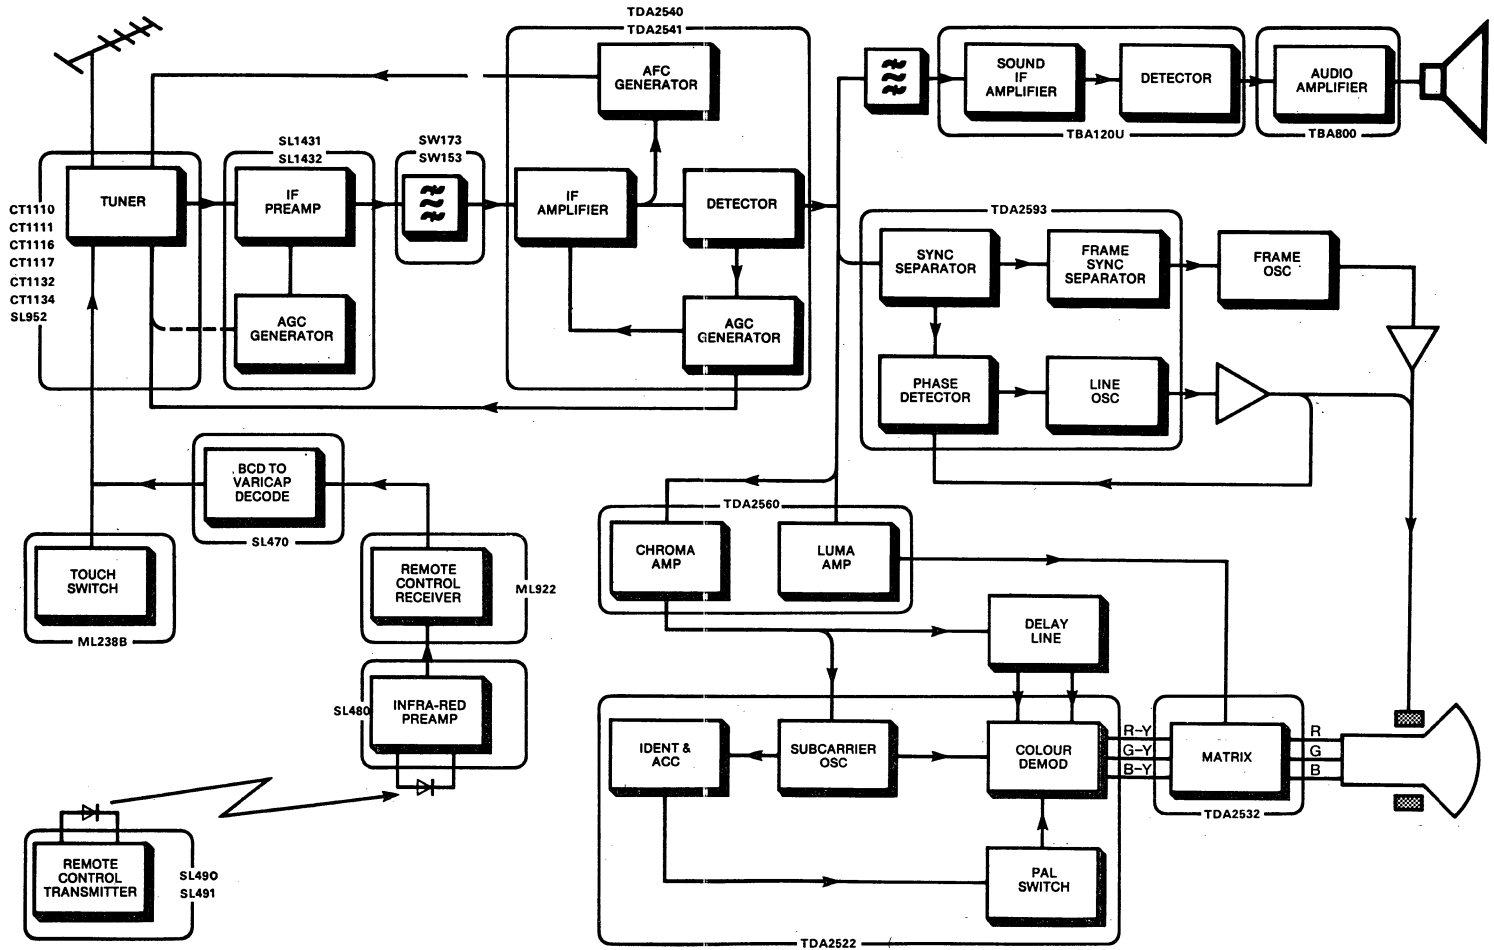 TDA2540
TDA2541
AFC
GENERATOR
SOUND
IF
AMPLIFIER
DETECTOR
AUDIO
AMPLIFIER
TBA120U
TBA800
SL1431
SL1432
SW173
SW153
TUNER
IF
PREAMP
IF
AMPLIFIER
DETECTOR
CT1110
CT1111
CT1116
CT1117
CT1132
CT1134
SL952
AGC
GENERATOR
AGC
GENERATOR
TDA2593
SYNC
SEPARATOR
FRAME
SYNC
SEPARATOR
FRAME
OSC
PHASE
DETECTOR
LINE
OSC
BCD TO
VARICAP
DECODE
SL470
TOUCH
SWITCH
ML238B
REMOTE
CONTROL
RECEIVER
ML922
INFRA-RED
PREAMP
SL480
REMOTE
CONTROL
TRANSMITTER
SL490
SL491
TDA2560
CHROMA
AMP
LUMA
AMP
DELAY
LINE
IDENT &
ACC
SUBCARRIER
OSC
COLOUR
DEMOD
R-Y
G-Y
B-Y
MATRIX
R
G
B
TDA2532
PAL
SWITCH
TDA2522